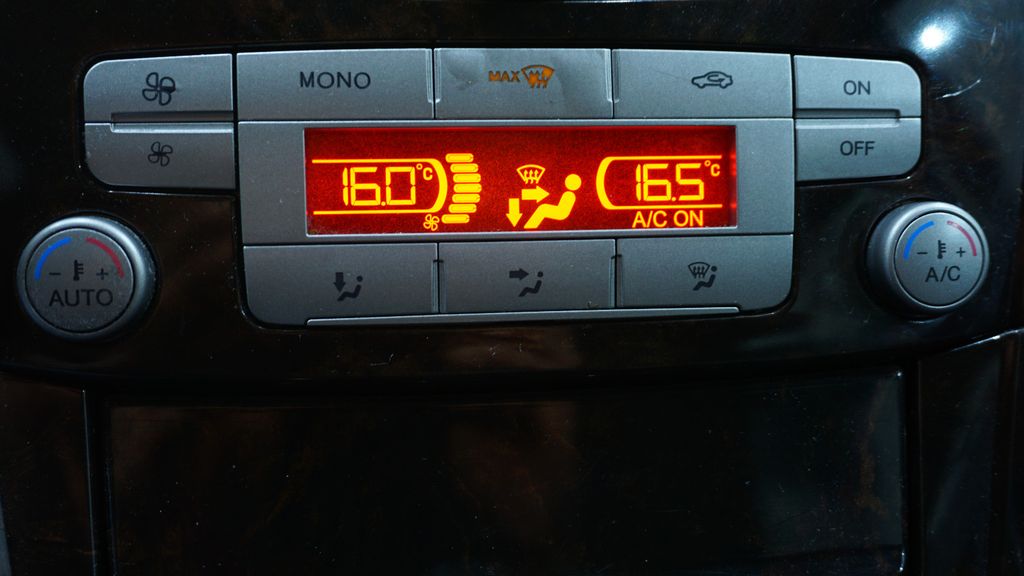 MONO
MAX
ON
OFF
16.0°C
16.5°C
A/C ON
- +
AUTO
- +
A/C